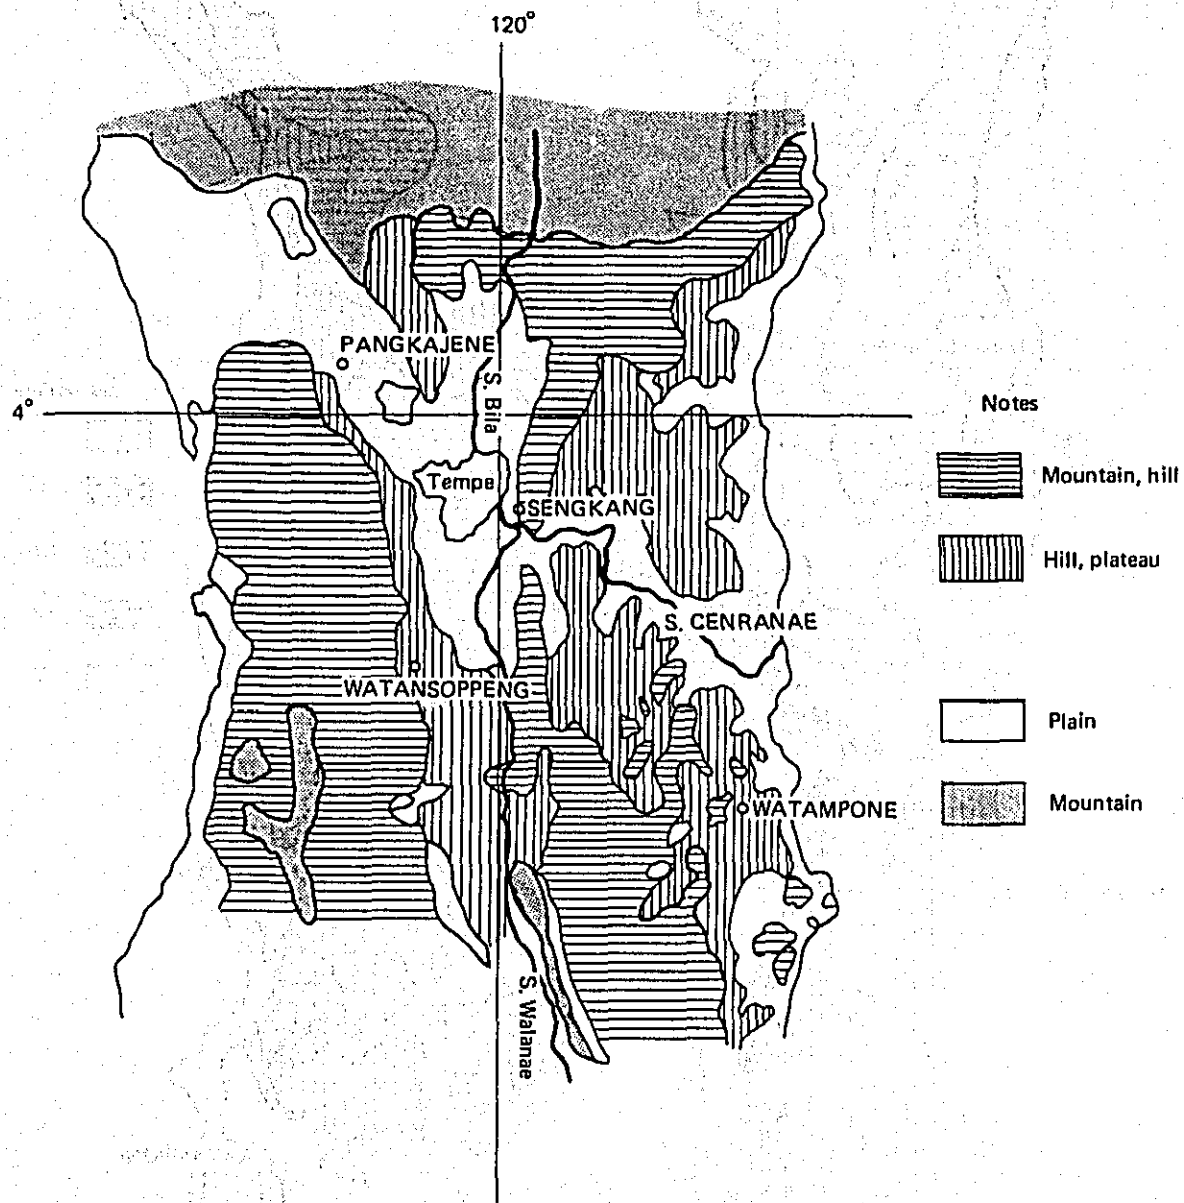 120°
PANGKAJENE
4°
S. Bila
Notes
Mountain, hill
Tempe
SENGKANG
Hill, plateau
S. CENRANAE
WATANSOPPENG
Plain
Mountain
WATAMPONE
S. Walanae